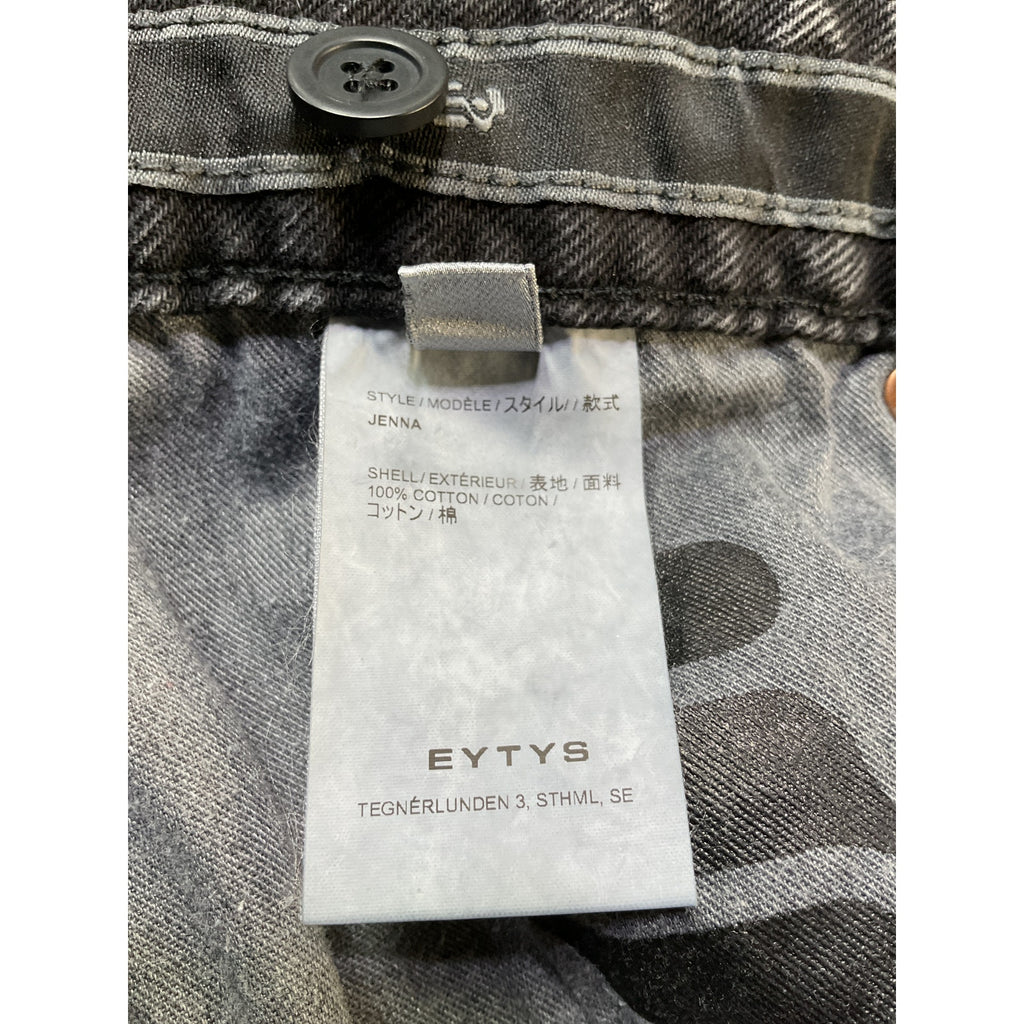 STYLE / MODÈLE / スタイル/ / 款式
JENNA
SHELL / EXTÉRIEUR / 表地 / 面料
100% COTTON / COTON /
コットン / 棉
EYTYS
TEGNÉRLUNDEN 3, STHML, SE